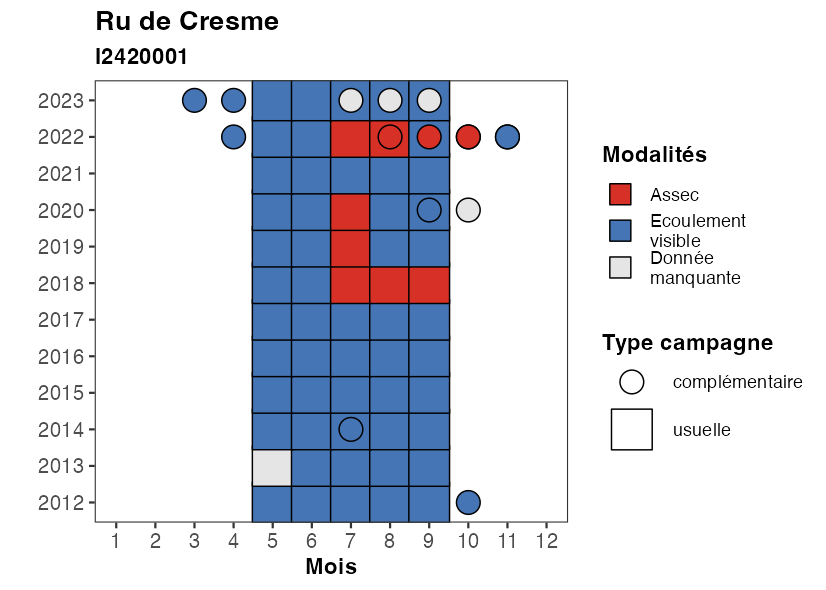 Ru de Cresme
I2420001
2023
2022
2021
2020
2019
2018
2017
2016
2015
2014
2013
2012
1 2 3 4 5 6 7 8 9 10 11 12
Mois
Modalités
Assec
Ecoulement
visible
Donnée
manquante
Type campagne
complémentaire
usuelle